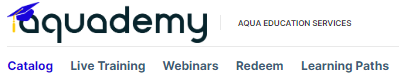 aquademy AQUA EDUCATION SERVICES
Catalog Live Training Webinars Redeem Learning Paths